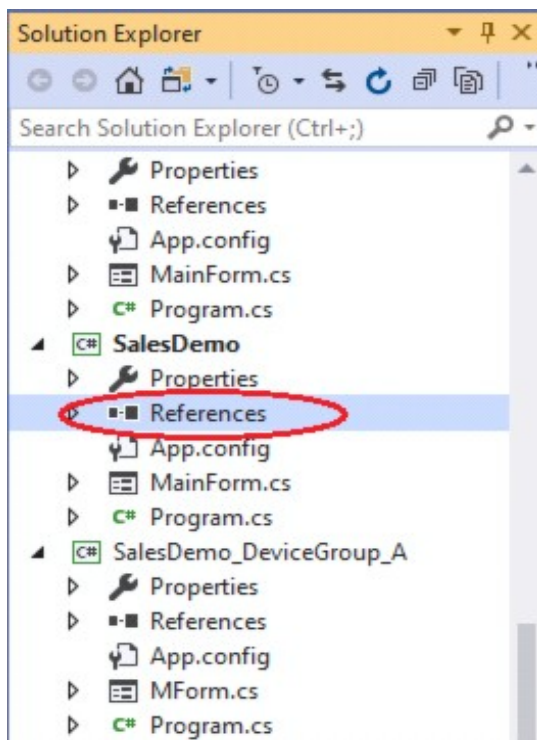 Solution Explorer
Search Solution Explorer (Ctrl+;)
Properties
References
App.config
MainForm.cs
C# Program.cs
C# SalesDemo
Properties
References
App.config
MainForm.cs
C# Program.cs
C# SalesDemo_DeviceGroup_A
Properties
References
App.config
MForm.cs
C# Program.cs